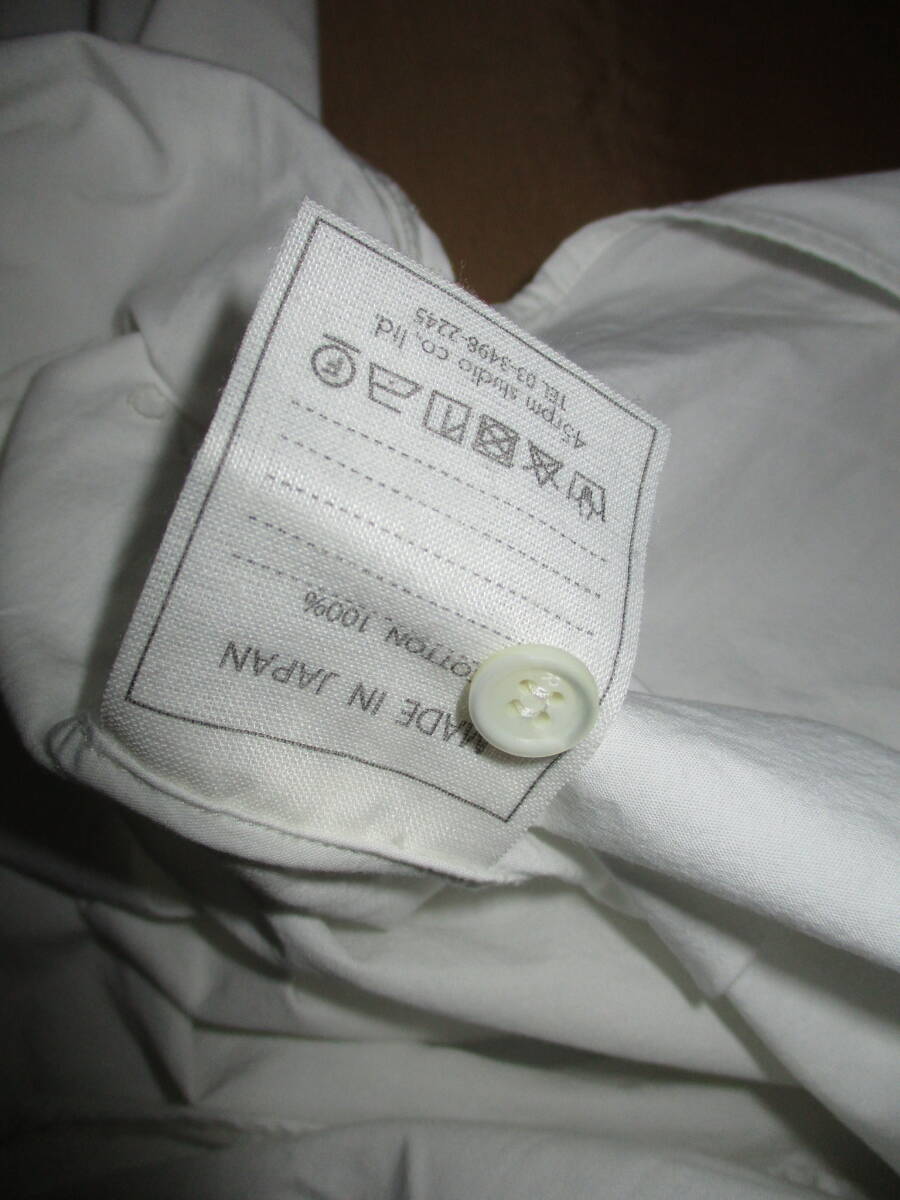 MADE IN JAPAN
COTTON 100%
F
45rpm studio co., ltd.
TEL 03-3498-2245